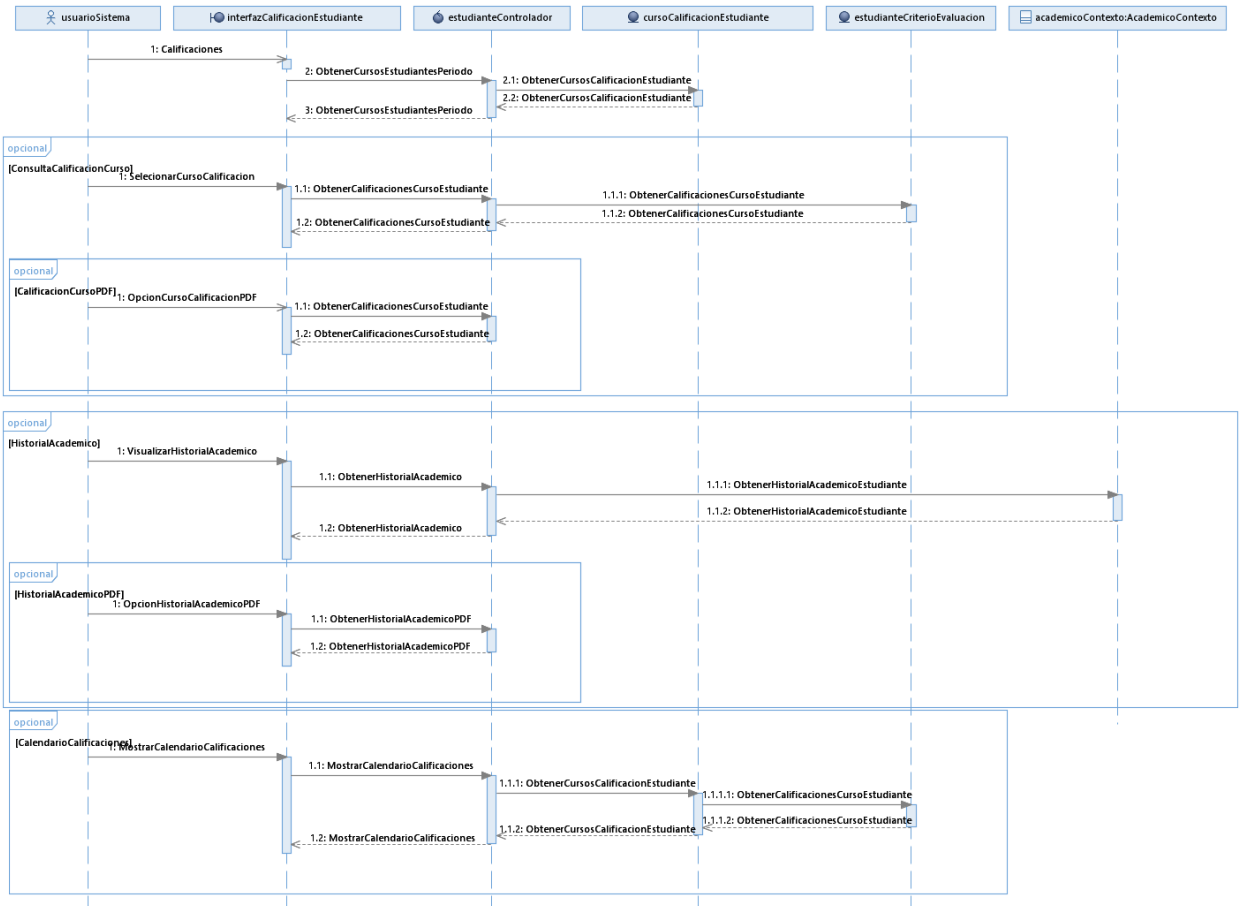 usuarioSistema
interfazCalificacionEstudiante
estudianteControlador
cursoCalificacionEstudiante
estudianteCriterioEvaluacion
academicoContexto:AcademicoContexto
1: Calificaciones
2: ObtenerCursosEstudiantesPeriodo
2.1: ObtenerCursosCalificacionEstudiante
2.2: ObtenerCursosCalificacionEstudiante
3: ObtenerCursosEstudiantesPeriodo
opcional
[ConsultaCalificacionCurso]
1: SelecionarCursoCalificacion
1.1: ObtenerCalificacionesCursoEstudiante
1.1.1: ObtenerCalificacionesCursoEstudiante
1.1.2: ObtenerCalificacionesCursoEstudiante
1.2: ObtenerCalificacionesCursoEstudiante
opcional
[CalificacionCursoPDF]
1: OpcionCursoCalificacionPDF
1.1: ObtenerCalificacionesCursoEstudiante
1.2: ObtenerCalificacionesCursoEstudiante
opcional
[HistorialAcademico]
1: VisualizarHistorialAcademico
1.1: ObtenerHistorialAcademico
1.1.1: ObtenerHistorialAcademicoEstudiante
1.1.2: ObtenerHistorialAcademicoEstudiante
1.2: ObtenerHistorialAcademico
opcional
[HistorialAcademicoPDF]
1: OpcionHistorialAcademicoPDF
1.1: ObtenerHistorialAcademicoPDF
1.2: ObtenerHistorialAcademicoPDF
opcional
[CalendarioCalificaciones]
1: MostrarCalendarioCalificaciones
1.1: MostrarCalendarioCalificaciones
1.1.1: ObtenerCursosCalificacionEstudiante
1.1.1.1: ObtenerCalificacionesCursoEstudiante
1.1.1.2: ObtenerCalificacionesCursoEstudiante
1.1.2: ObtenerCursosCalificacionEstudiante
1.2: MostrarCalendarioCalificaciones